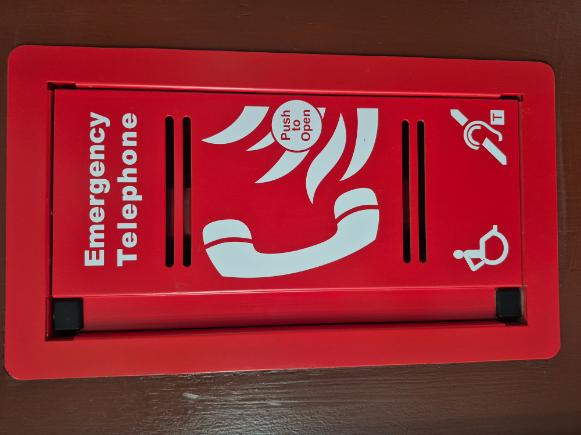 Emergency
Telephone
Push
to
Open
T